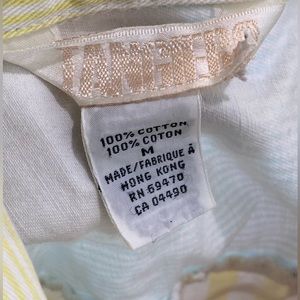 100% COTTON
100% COTON
M
MADE/FABRIQUE À
HONG KONG
RN 69470
CA 04490